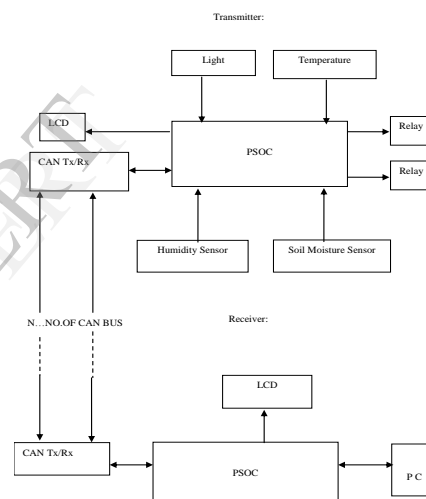 Transmitter:
Light
Temperature
LCD
PSOC
Relay
CAN Tx/Rx
Relay
Humidity Sensor
Soil Moisture Sensor
N...NO.OF CAN BUS
Receiver:
LCD
CAN Tx/Rx
PSOC
P C
ERT